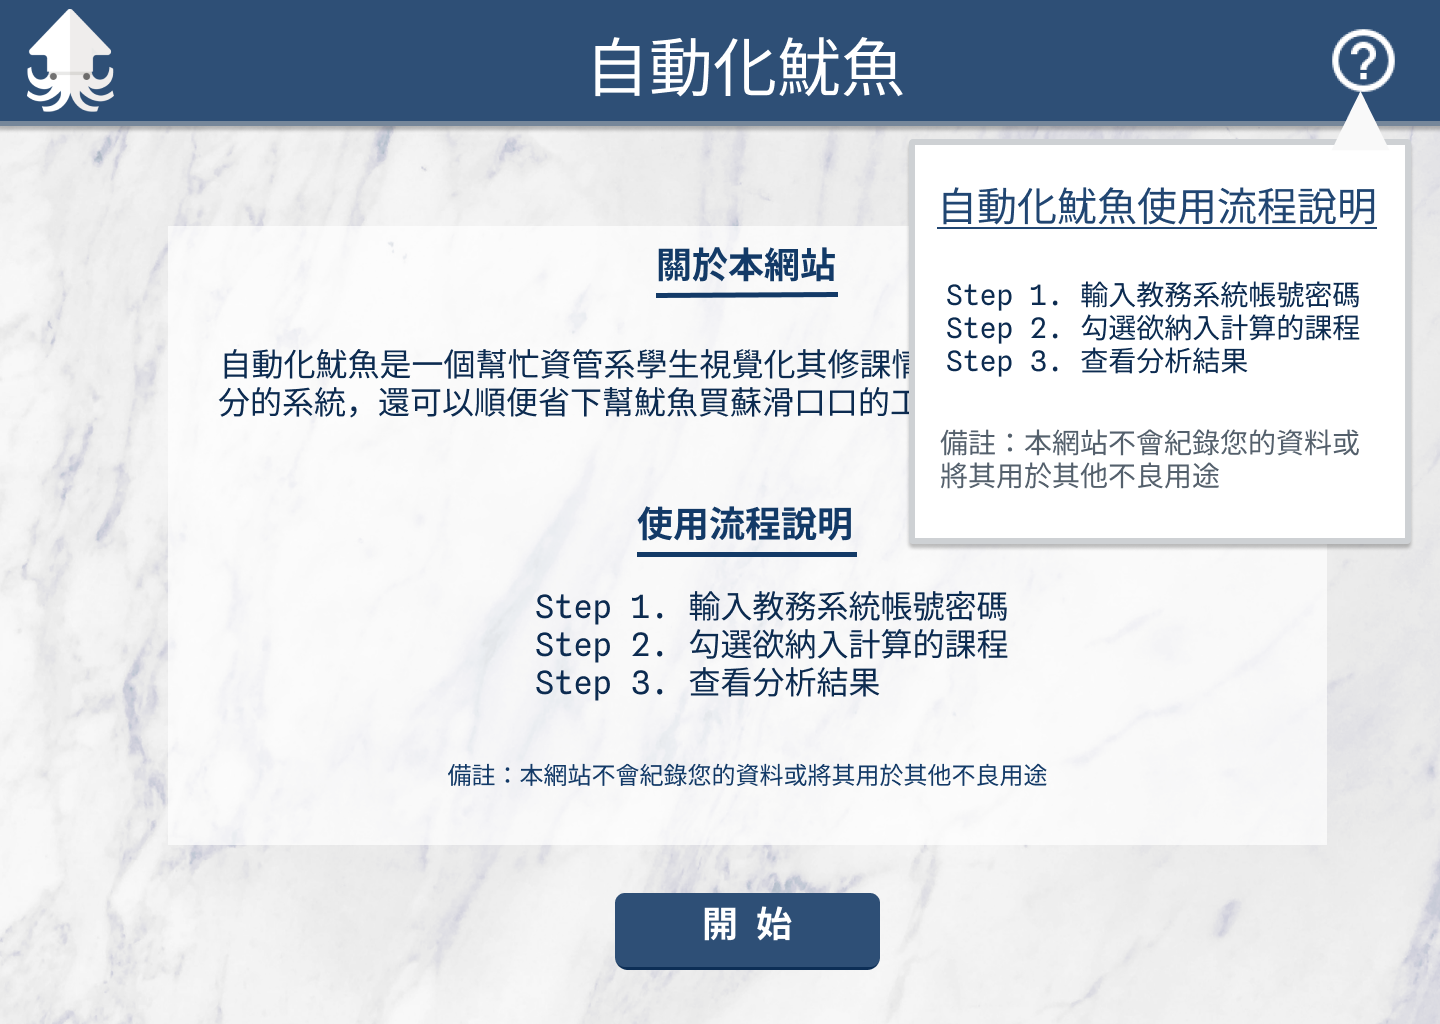 自動化魷魚
?
自動化魷魚使用流程說明
Step 1. 輸入教務系統帳號密碼
Step 2. 勾選欲納入計算的課程
Step 3. 查看分析結果
備註：本網站不會紀錄您的資料或
將其用於其他不良用途
關於本網站
自動化魷魚是一個幫忙資管系學生視覺化其修課
分的系統，還可以順便省下幫魷魚買蘇滑口口的
使用流程說明
Step 1. 輸入教務系統帳號密碼
Step 2. 勾選欲納入計算的課程
Step 3. 查看分析結果
備註：本網站不會紀錄您的資料或將其用於其他不良用途
開 始